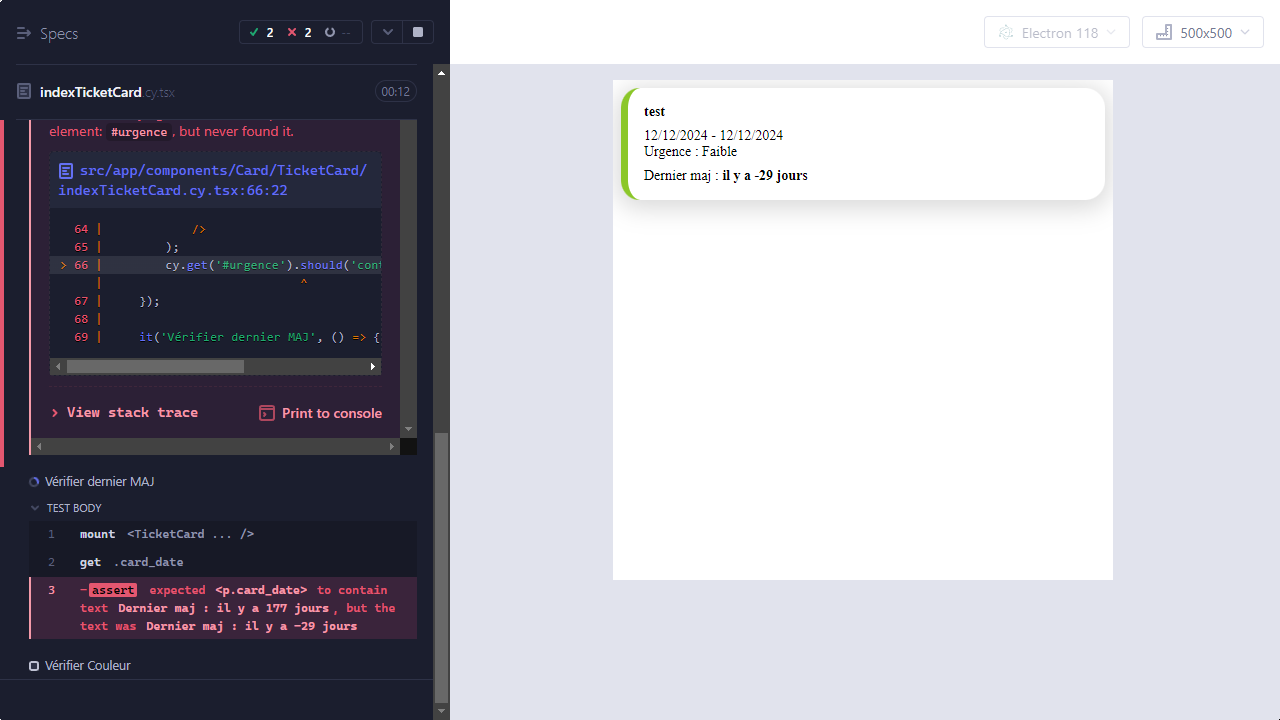 Specs
2
2
--
Electron 118
500x500
indexTicketCard.cy.tsx
00:12
element: #urgence, but never found it.
src/app/components/Card/TicketCard/
indexTicketCard.cy.tsx:66:22
64 | />
65 | );
> 66 | cy.get('#urgence').should('cont
| ^
67 | });
68 |
69 | it('Vérifier dernier MAJ', () => {
> View stack trace
Print to console
Vérifier dernier MAJ
TEST BODY
1 mount <TicketCard ... />
2 get .card_date
3 -assert expected <p.card_date> to contain
text Dernier maj : il y a 177 jours, but the
text was Dernier maj : il y a -29 jours
Vérifier Couleur
test
12/12/2024 - 12/12/2024
Urgence : Faible
Dernier maj : il y a -29 jours